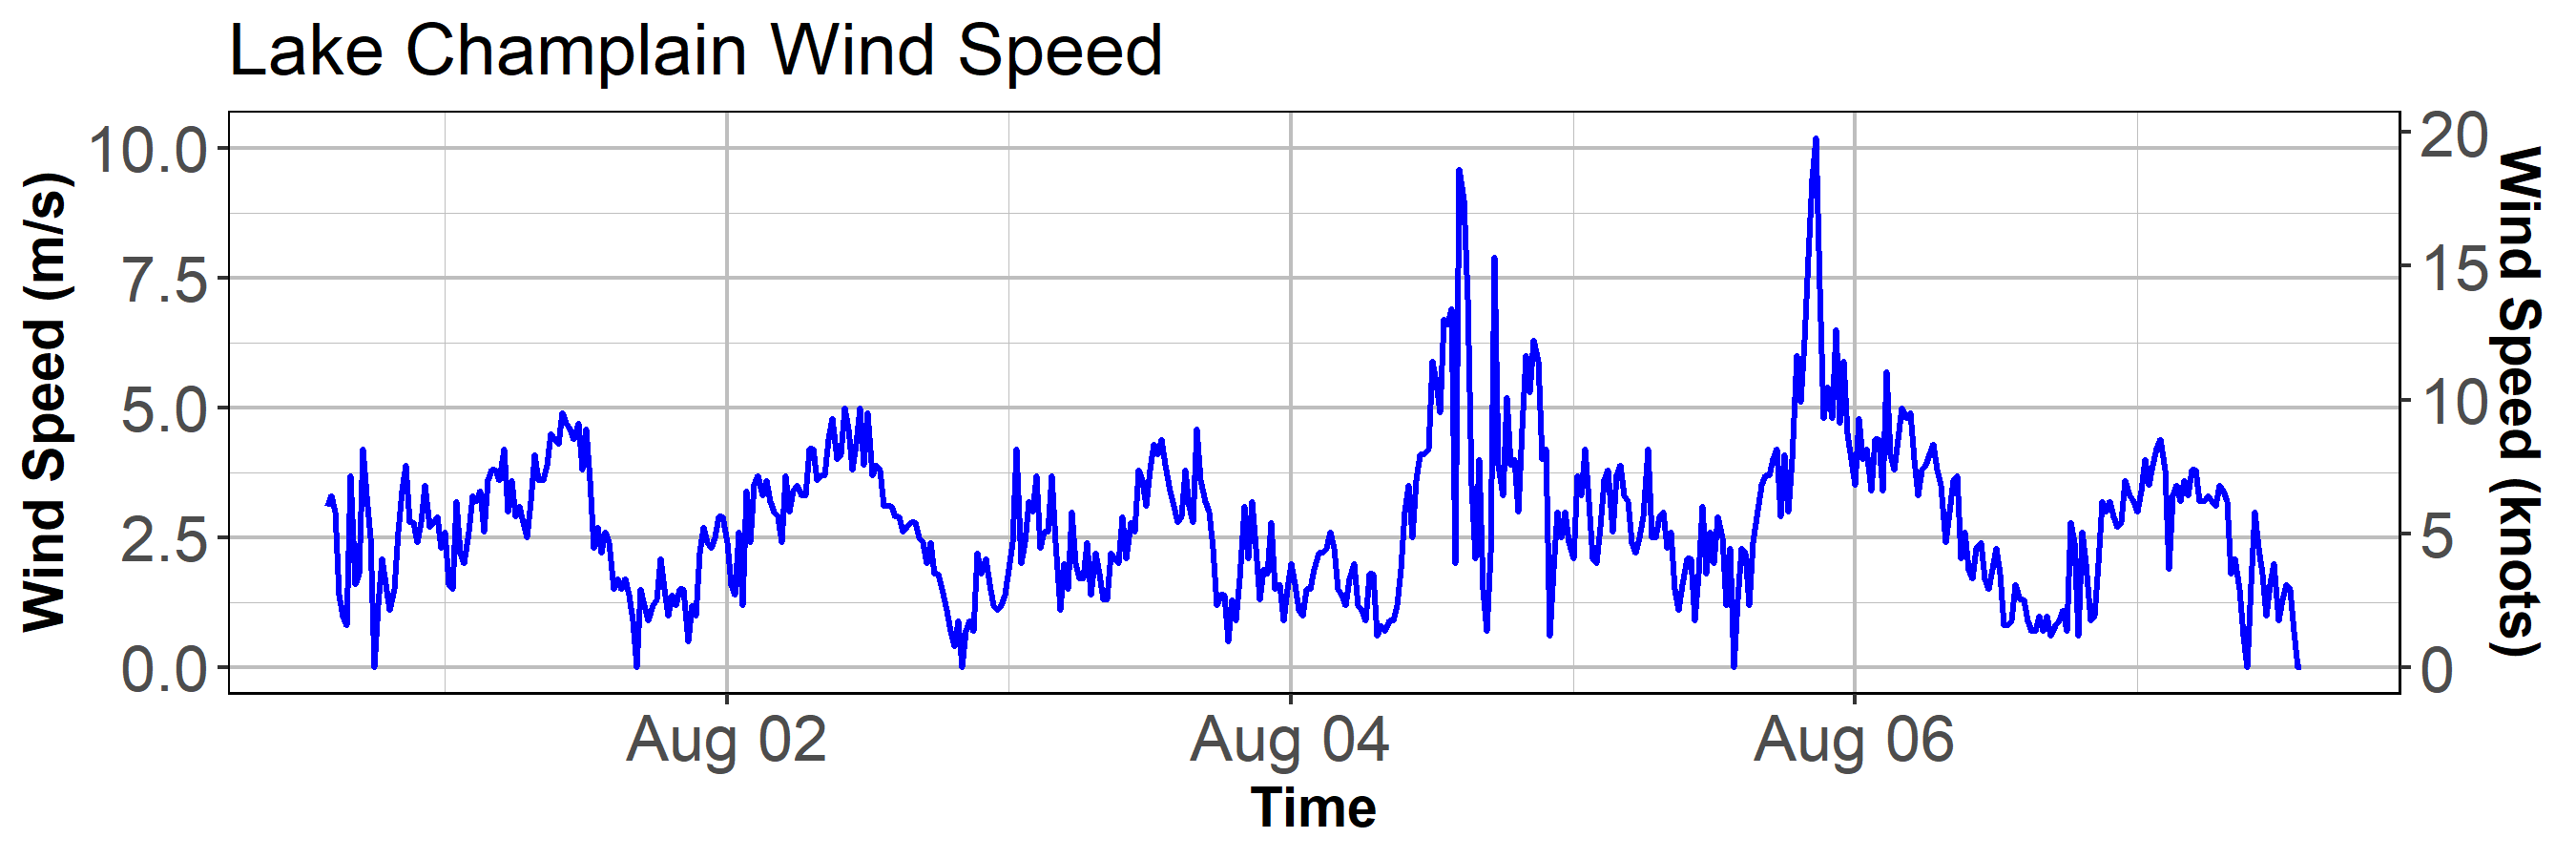 Lake Champlain Wind Speed
Wind Speed (m/s)
10.0
7.5
5.0
2.5
0.0
20
15
10
5
0
Wind Speed (knots)
Aug 02
Aug 04
Aug 06
Time